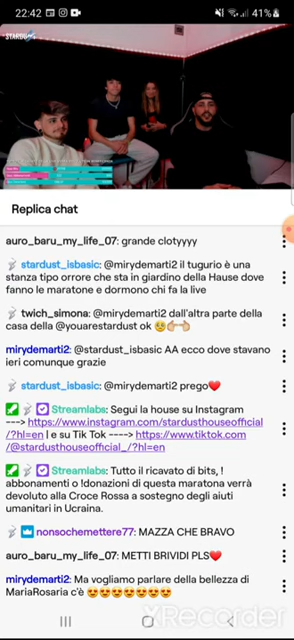 22:42
41%
STARDUST
Replica chat
auro_baru_my_life_07: grande clotyyyy
stardust_isbasic: @mirydemarti2 il tugurio è una
stanza tipo orrore che sta in giardino della Hause dove
fanno le maratone e dormono chi fa la live
twich_simona: @mirydemarti2 dall'altra parte della
casa della @youarestardust ok 🥺👉🏻👈🏻
mirydemarti2: @stardust_isbasic AA ecco dove stavano
ieri comunque grazie
stardust_isbasic: @mirydemarti2 prego❤️
Streamlabs: Segui la house su Instagram
---> https://www.instagram.com/stardusthouseofficial
/?hl=en l e su Tik Tok ----> https://www.tiktok.com
/@stardusthouseofficial_/?hl=en
Streamlabs: Tutto il ricavato di bits, !
abbonamenti o !donazioni di questa maratona verrà
devoluto alla Croce Rossa a sostegno degli aiuti
umanitari in Ucraina.
nonsochemettere77: MAZZA CHE BRAVO
auro_baru_my_life_07: METTI BRIVIDI PLS❤️
mirydemarti2: Ma vogliamo parlare della bellezza di
MariaRosaria c'è 😍😍😍😍😍😍😍
XRecorder